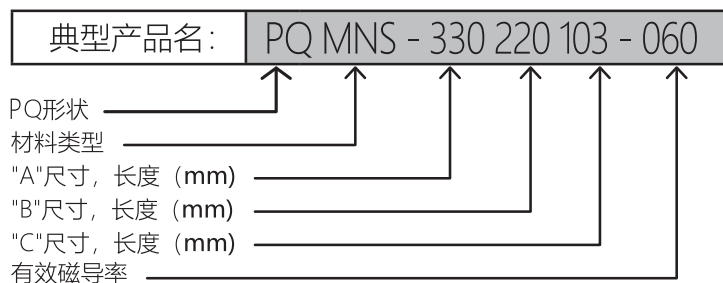 典型产品名: PQ MNS - 330 220 103 - 060
PQ形状
材料类型
"A"尺寸，长度（mm)
"B"尺寸，长度（mm)
"C"尺寸，长度（mm)
有效磁导率